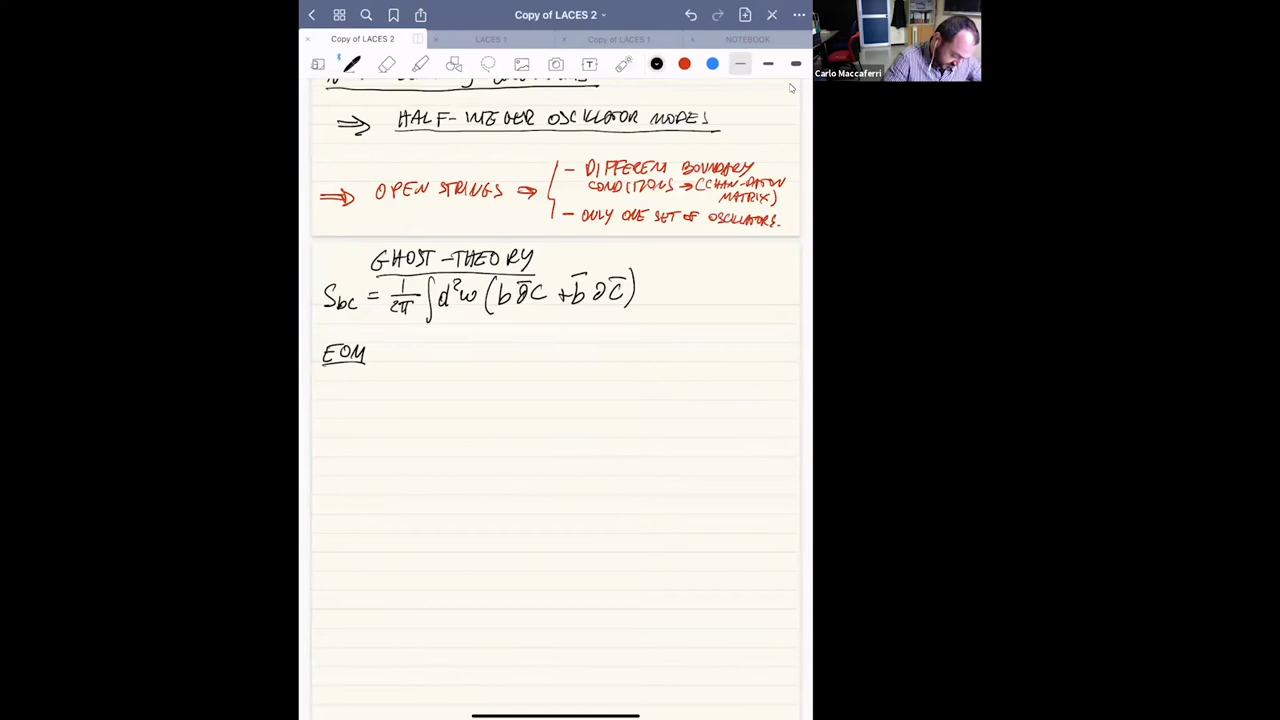 Copy of LACES 2
Copy of LACES 2
LACES 1
Copy of LACES 1
NOTEBOOK
Carlo Maccaferri
⇒ HALF-INTEGER OSCILLATOR MODES
⇒ OPEN STRINGS ⇒ { - DIFFERENT BOUNDARY
CONDITIONS → (CHAN-PATON
MATRIX)
- ONLY ONE SET OF OSCILLATORS.
GHOST-THEORY
S_bc = 1/2π ∫ d²w (b ∂̄c + b̄ ∂c̄)
EOM